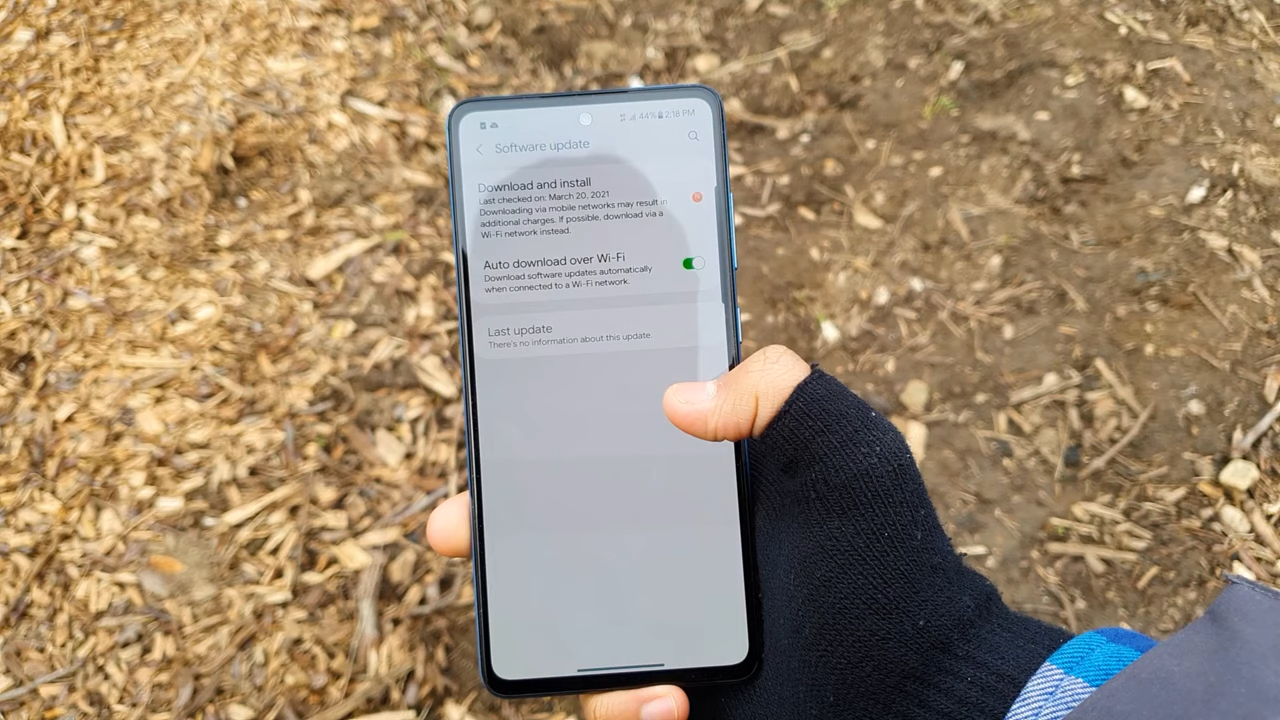 44% 2:18 PM
Software update
Download and install
Last checked on: March 20, 2021
Downloading via mobile networks may result in
additional charges. If possible, download via a
Wi-Fi network instead.
Auto download over Wi-Fi
Download software updates automatically
when connected to a Wi-Fi network.
Last update
There's no information about this update.